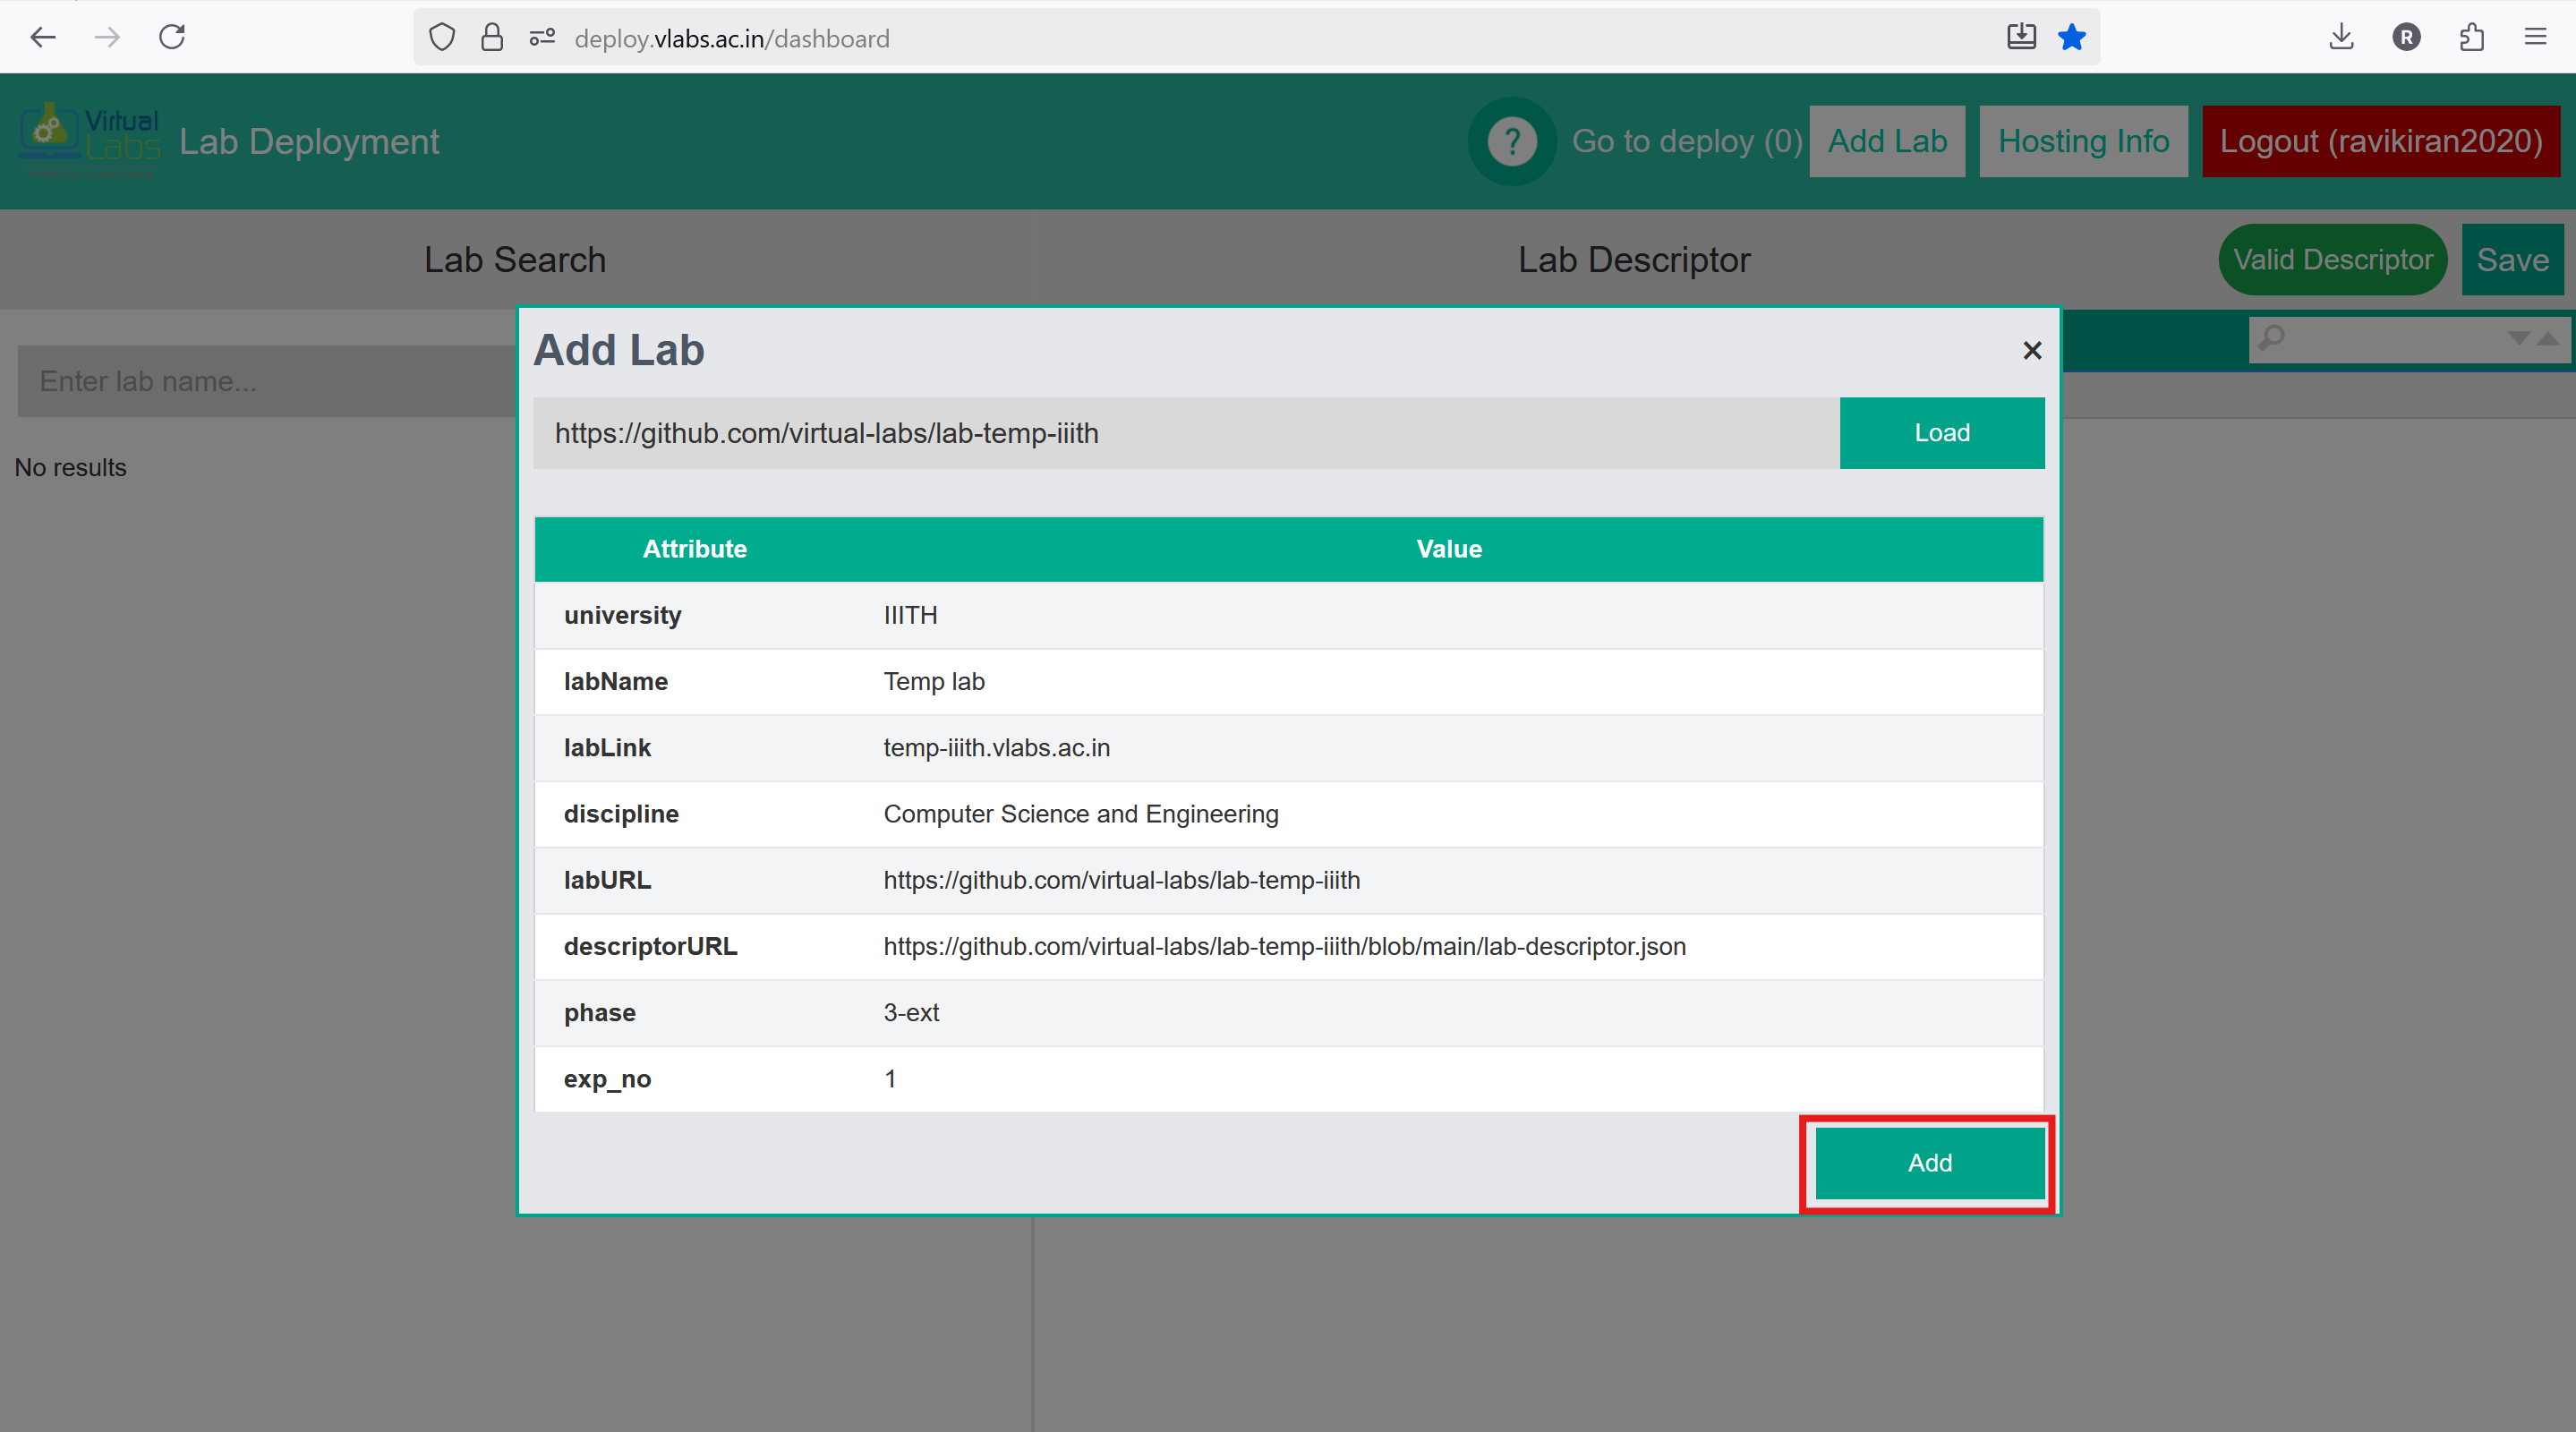 deploy.vlabs.ac.in/dashboard
R
Virtual
Labs
Lab Deployment
?
Go to deploy (0)
Add Lab
Hosting Info
Logout (ravikiran2020)
Lab Search
Lab Descriptor
Valid Descriptor
Save
Add Lab
×
Enter lab name...
https://github.com/virtual-labs/lab-temp-iiith
Load
No results
Attribute Value
university IIITH
labName Temp lab
labLink temp-iiith.vlabs.ac.in
discipline Computer Science and Engineering
labURL https://github.com/virtual-labs/lab-temp-iiith
descriptorURL https://github.com/virtual-labs/lab-temp-iiith/blob/main/lab-descriptor.json
phase 3-ext
exp_no 1
Add